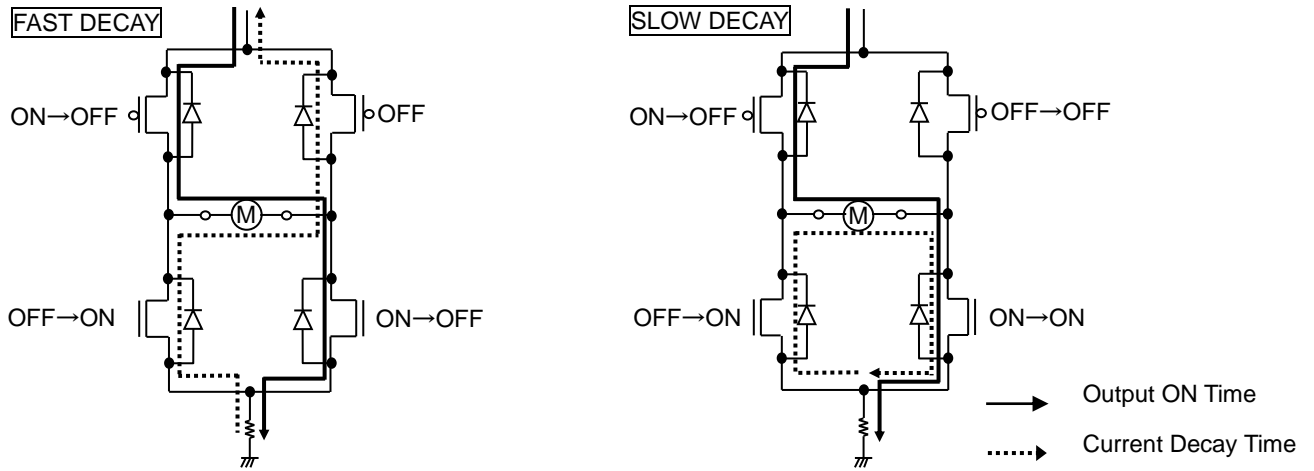 FAST DECAY
ON→OFF
OFF
M
OFF→ON
ON→OFF
SLOW DECAY
ON→OFF
OFF→OFF
M
OFF→ON
ON→ON
Output ON Time
Current Decay Time